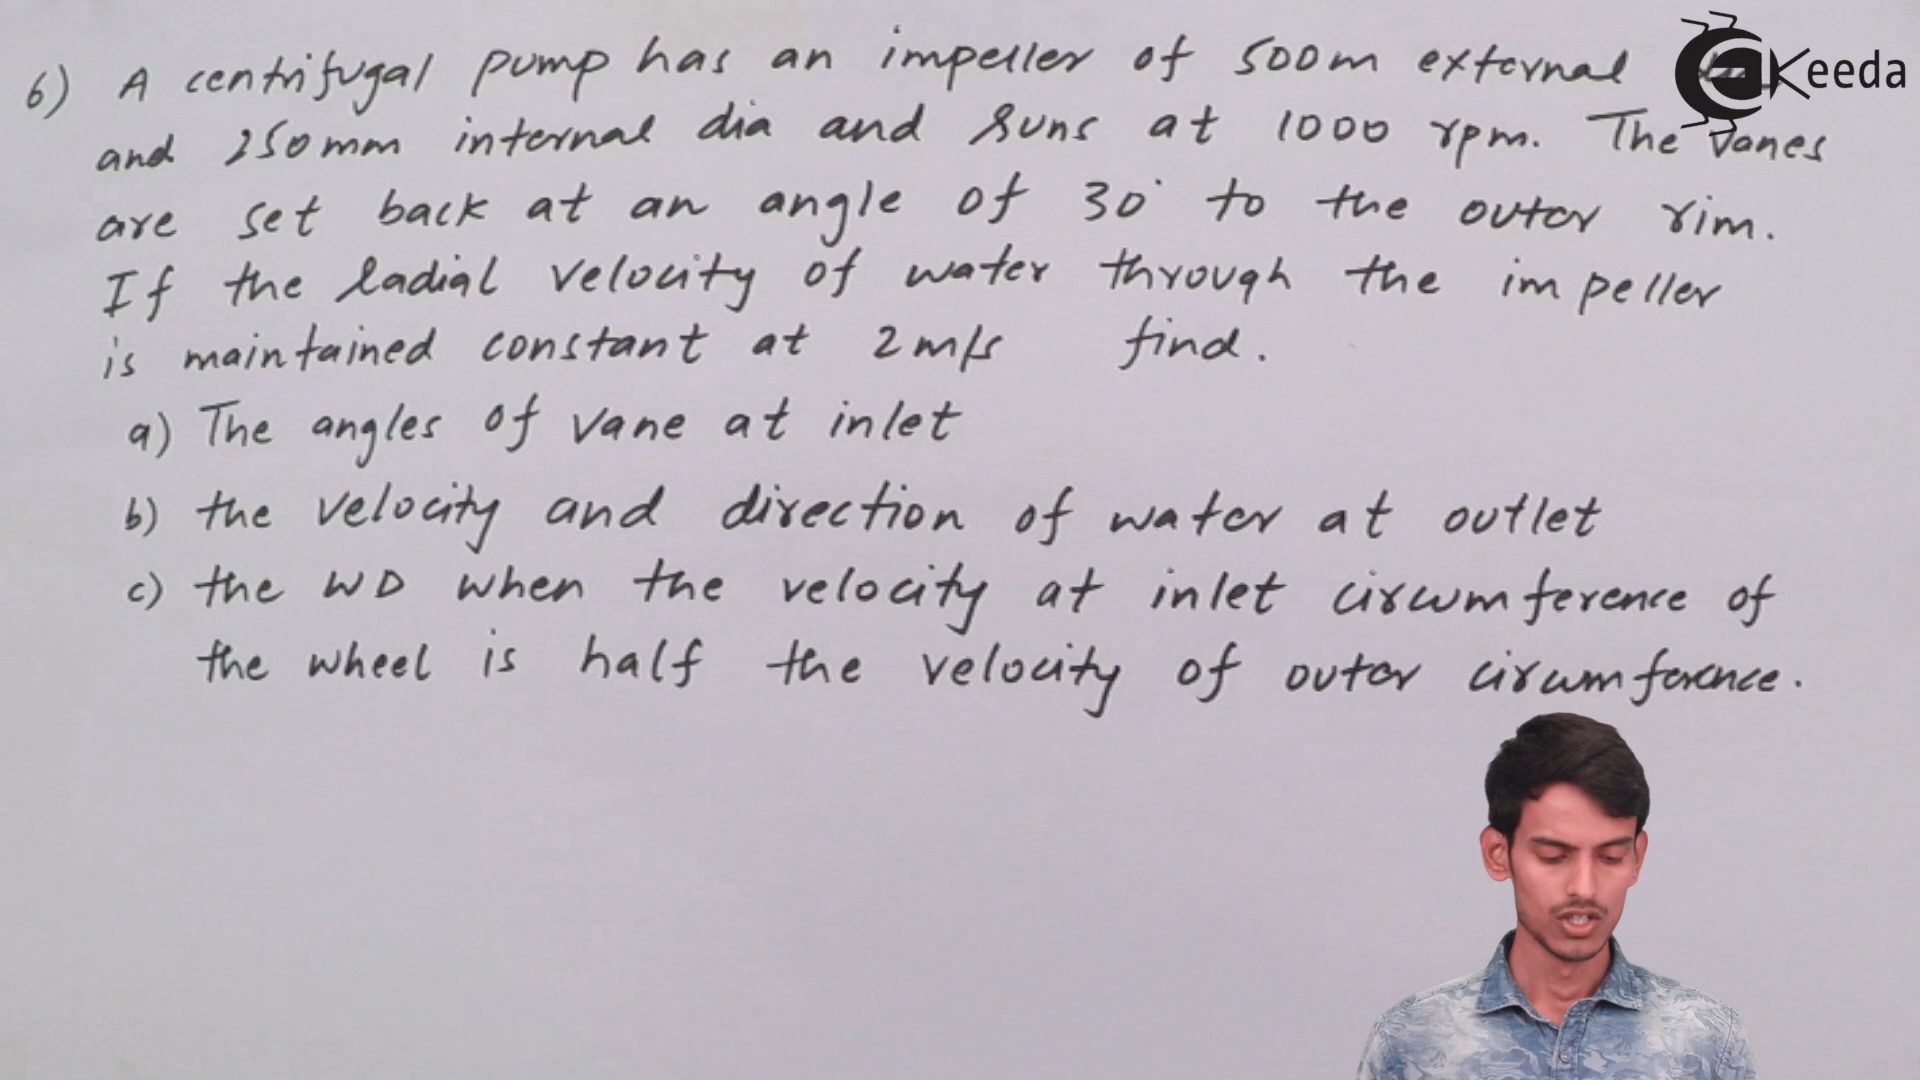 6) A centrifugal pump has an impeller of 500m external
and 250mm internal dia and runs at 1000 rpm. The vanes
are set back at an angle of 30° to the outer rim.
If the radial velocity of water through the impeller
is maintained constant at 2m/s find.
a) The angles of vane at inlet
b) the velocity and direction of water at outlet
c) the WD when the velocity at inlet circumference of
the wheel is half the velocity of outer circumference.
eKeeda